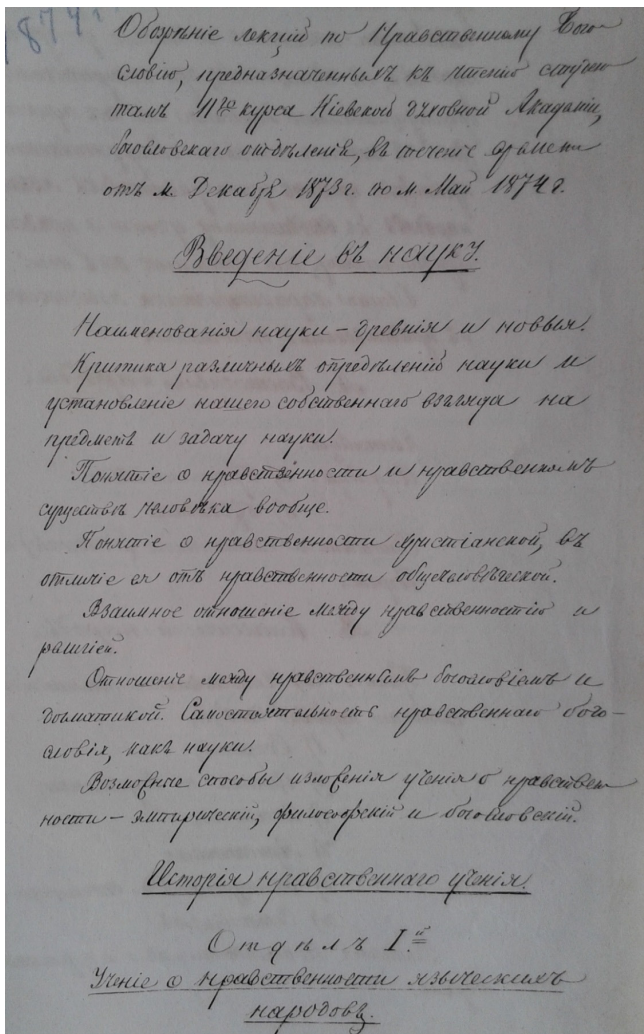 1874
Обозрѣніе лекцій по Нравственному Бого-
словію, предназначенныхъ къ чтенію студен
тамъ IIго курса Кіевской духовной Академіи,
богословскаго отдѣленія, въ теченіе времени
отъ м. Декабря 1873 г. по м. Май 1874 г.
Введеніе въ науку.
Наименованія науки – древнія и новыя.
Критика различныхъ опредѣленій науки и
установленіе нашего собственнаго взгляда на
предметъ и задачу науки.
Понятіе о нравственности и нравственномъ
существѣ человѣка вообще.
Понятіе о нравственности христіанской, въ
отличіе ея отъ нравственности общечеловѣческой.
Взаимное отношеніе между нравственностію и
религіей.
Отношеніе между нравственнымъ богословіемъ и
догматикой. Самостоятельность нравственнаго бого-
словія, какъ науки.
Возможные способы изложенія ученія о нравствен
ности – эмпирическій, философскій и богословскій.
Исторія нравственнаго ученія.
Отдѣлъ Iй
Ученіе о нравственности языческихъ
народовъ.